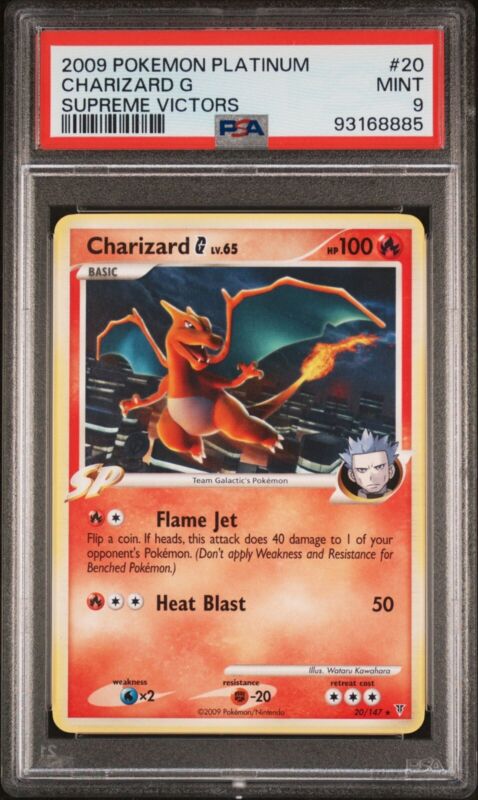 2009 POKEMON PLATINUM #20
CHARIZARD G MINT
SUPREME VICTORS 9
PSA 93168885
Charizard G LV.65 HP100
BASIC
SP
Team Galactic's Pokémon
Flame Jet
Flip a coin. If heads, this attack does 40 damage to 1 of your
opponent's Pokémon. (Don't apply Weakness and Resistance for
Benched Pokémon.)
Heat Blast 50
Illus. Wataru Kawahara
weakness resistance retreat cost
×2 -20
©2009 Pokémon/Nintendo 20/147 ★
PSA